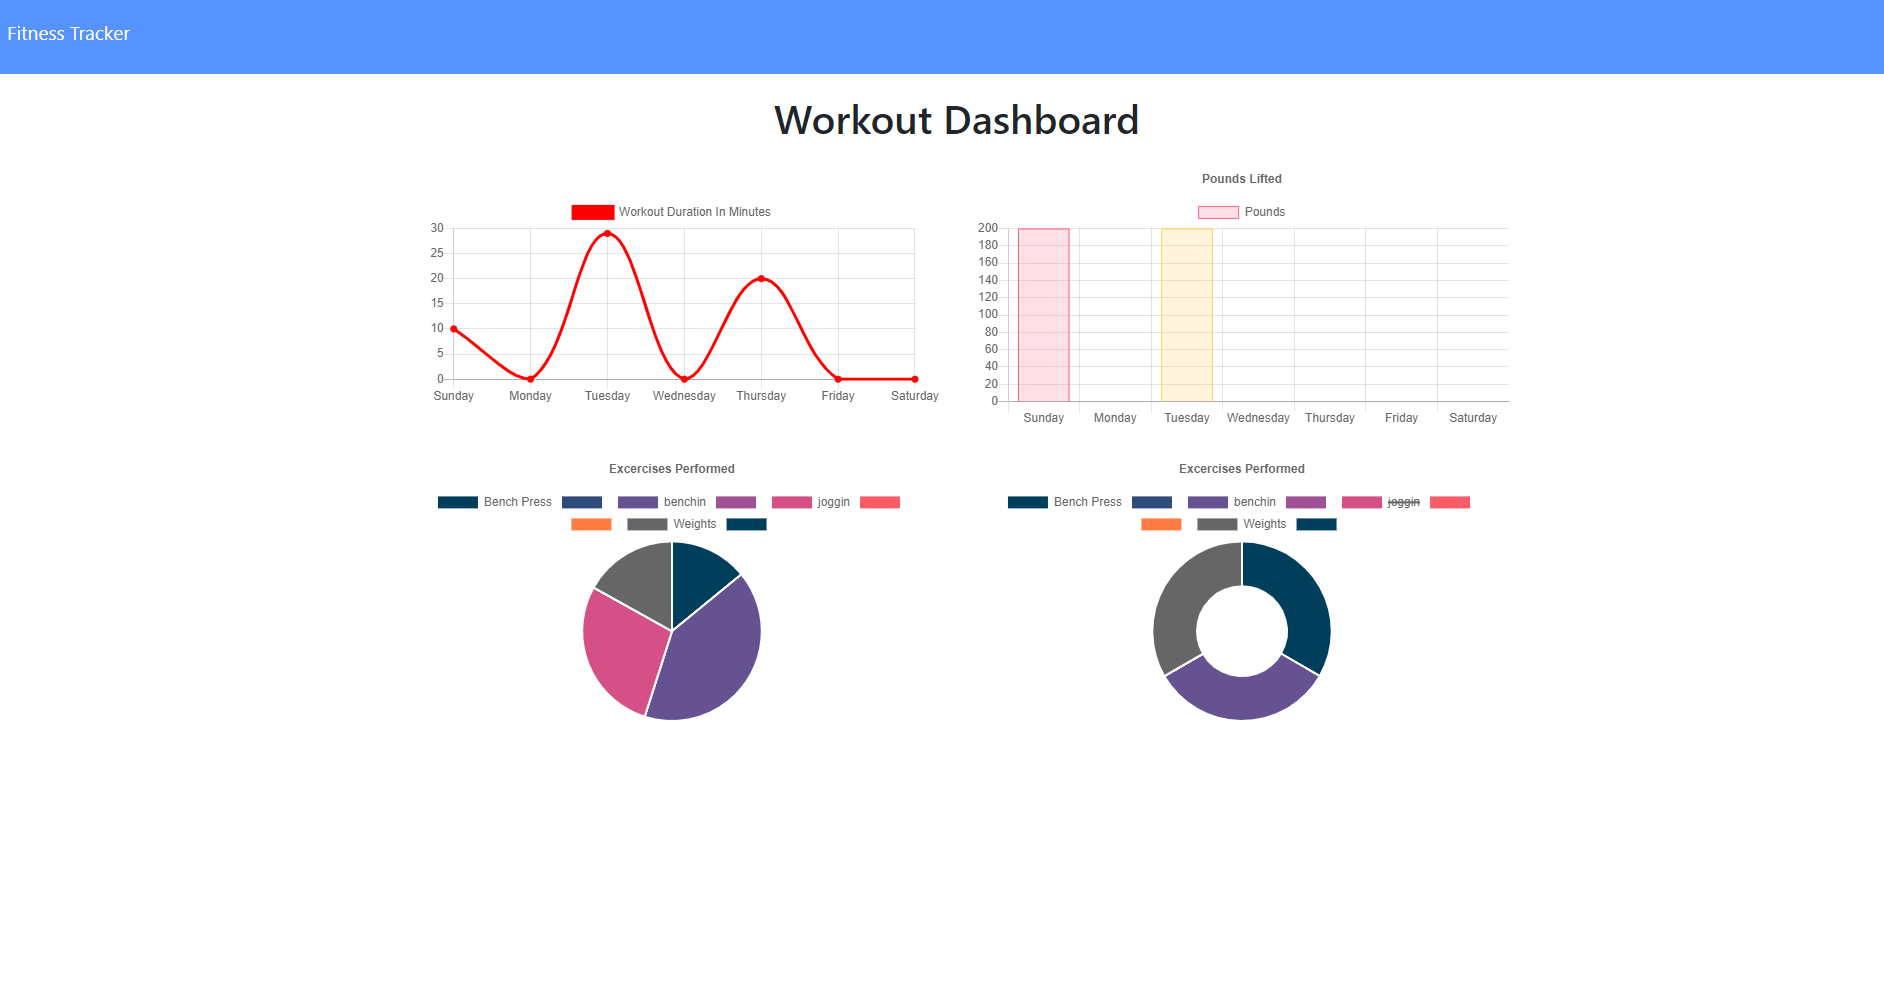 Fitness Tracker
Workout Dashboard
Workout Duration In Minutes
30
25
20
15
10
5
0
Sunday Monday Tuesday Wednesday Thursday Friday Saturday
Pounds Lifted
Pounds
200
180
160
140
120
100
80
60
40
20
0
Sunday Monday Tuesday Wednesday Thursday Friday Saturday
Excercises Performed
Bench Press benchin joggin
Weights
Excercises Performed
Bench Press benchin joggin
Weights